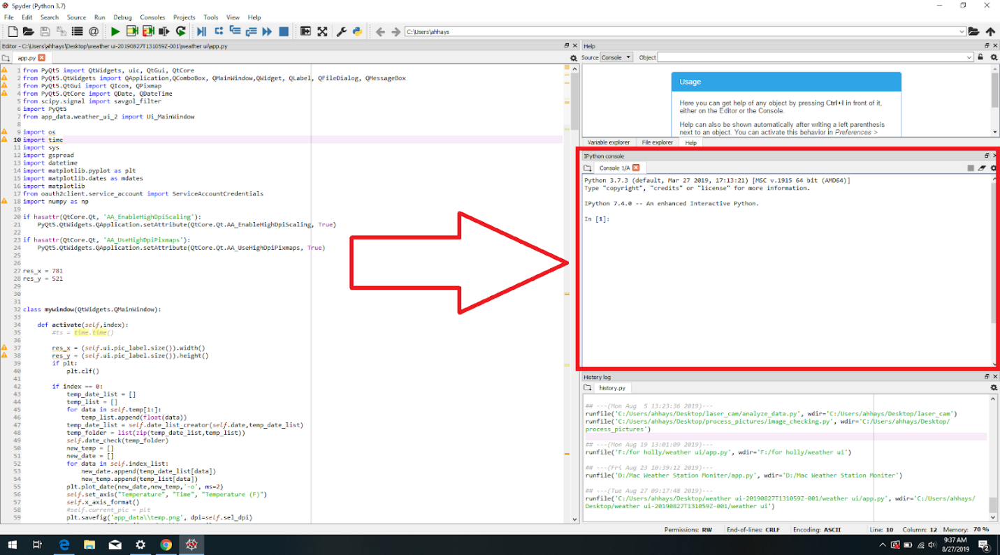 Spyder (Python 3.7)
File Edit Search Source Run Debug Consoles Projects Tools View Help
C:\Users\ahhays
Editor - C:\Users\ahhays\Desktop\weather ui-20190827T131059Z-001\weather ui\app.py
app.py
1 from PyQt5 import QtWidgets, uic, QtGui, QtCore
2 from PyQt5.QtWidgets import QApplication,QComboBox, QMainWindow,QWidget, QLabel, QFileDialog, QMessageBox
3 from PyQt5.QtGui import QIcon, QPixmap
4 from PyQt5.QtCore import QDate, QDateTime
5 from scipy.signal import savgol_filter
6 import PyQt5
7 from app_data.weather_ui_2 import Ui_MainWindow
8
9 import os
10 import time
11 import sys
12 import gspread
13 import datetime
14 import matplotlib.pyplot as plt
15 import matplotlib.dates as mdates
16 import matplotlib
17 from oauth2client.service_account import ServiceAccountCredentials
18 import numpy as np
19
20 if hasattr(QtCore.Qt, 'AA_EnableHighDpiScaling'):
21     PyQt5.QtWidgets.QApplication.setAttribute(QtCore.Qt.AA_EnableHighDpiScaling, True)
22
23 if hasattr(QtCore.Qt, 'AA_UseHighDpiPixmaps'):
24     PyQt5.QtWidgets.QApplication.setAttribute(QtCore.Qt.AA_UseHighDpiPixmaps, True)
25
26
27 res_x = 781
28 res_y = 521
29
30
31
32 class mywindow(QtWidgets.QMainWindow):
33
34     def activate(self,index):
35         #ts = time.time()
36
37         res_x = (self.ui.pic_label.size()).width()
38         res_y = (self.ui.pic_label.size()).height()
39         if plt:
40             plt.clf()
41
42         if index == 0:
43             temp_date_list = []
44             temp_list = []
45             for data in self.temp[1:]:
46                 temp_list.append(float(data))
47             temp_date_list = self.date_list_creator(self.date,temp_date_list)
48             temp_folder = list(zip(temp_date_list,temp_list))
49             self.date_check(temp_folder)
50             new_temp = []
51             new_date = []
52             for data in self.index_list:
53                 new_date.append(temp_date_list[data])
54                 new_temp.append(temp_list[data])
55             plt.plot_date(new_date,new_temp,'-o', ms=2)
56             self.set_axis("Temperature", "Time", "Temperature (F)")
57             self.x_axis_format()
58             #self.current_pic = plt
59             plt.savefig('app_data\\temp.png', dpi=self.sel_dpi)
Help
Source Console Object
Usage
Here you can get help of any object by pressing Ctrl+I in front of it,
either on the Editor or the Console.
Help can also be shown automatically after writing a left parenthesis
next to an object. You can activate this behavior in Preferences >
Variable explorer File explorer Help
IPython console
Console 1/A
Python 3.7.3 (default, Mar 27 2019, 17:13:21) [MSC v.1915 64 bit (AMD64)]
Type "copyright", "credits" or "license" for more information.
IPython 7.4.0 -- An enhanced Interactive Python.
In [1]:
History log
history.py
## ---(Mon Aug  5 13:23:36 2019)---
runfile('C:/Users/ahhays/Desktop/laser_cam/analyze_data.py', wdir='C:/Users/ahhays/Desktop/laser_cam')
runfile('C:/Users/ahhays/Desktop/process_pictures/image_checking.py', wdir='C:/Users/ahhays/Desktop/
process_pictures')
## ---(Mon Aug 19 13:01:09 2019)---
runfile('F:/for holly/weather ui/app.py', wdir='F:/for holly/weather ui')
## ---(Fri Aug 23 10:39:12 2019)---
runfile('D:/Mac Weather Station Moniter/app.py', wdir='D:/Mac Weather Station Moniter')
## ---(Tue Aug 27 09:17:48 2019)---
runfile('C:/Users/ahhays/Desktop/weather ui-20190827T131059Z-001/weather ui/app.py', wdir='C:/Users/ahhays/
Desktop/weather ui-20190827T131059Z-001/weather ui')
Permissions: RW End-of-lines: CRLF Encoding: ASCII Line: 10 Column: 12 Memory: 70 %
9:37 AM
8/27/2019
2